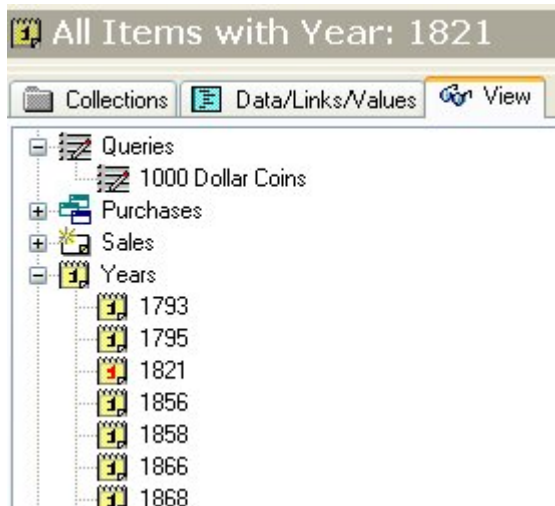 All Items with Year: 1821
Collections Data/Links/Values View
Queries
1000 Dollar Coins
Purchases
Sales
Years
1793
1795
1821
1856
1858
1866
1868